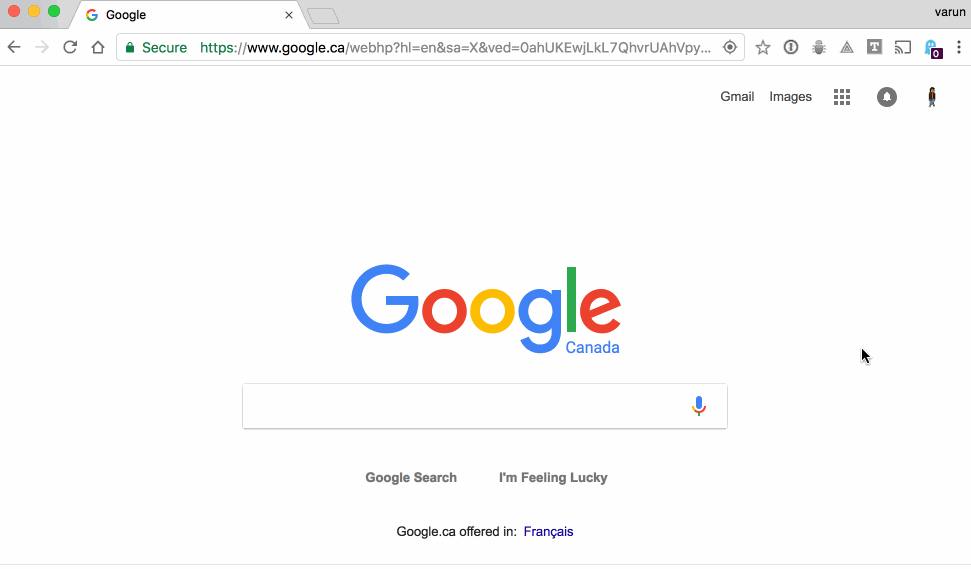 Google
varun
Secure https://www.google.ca/webhp?hl=en&sa=X&ved=0ahUKEwjLkL7QhvrUAhVpy...
T
0
Gmail Images
Google
Canada
Google Search I'm Feeling Lucky
Google.ca offered in: Français